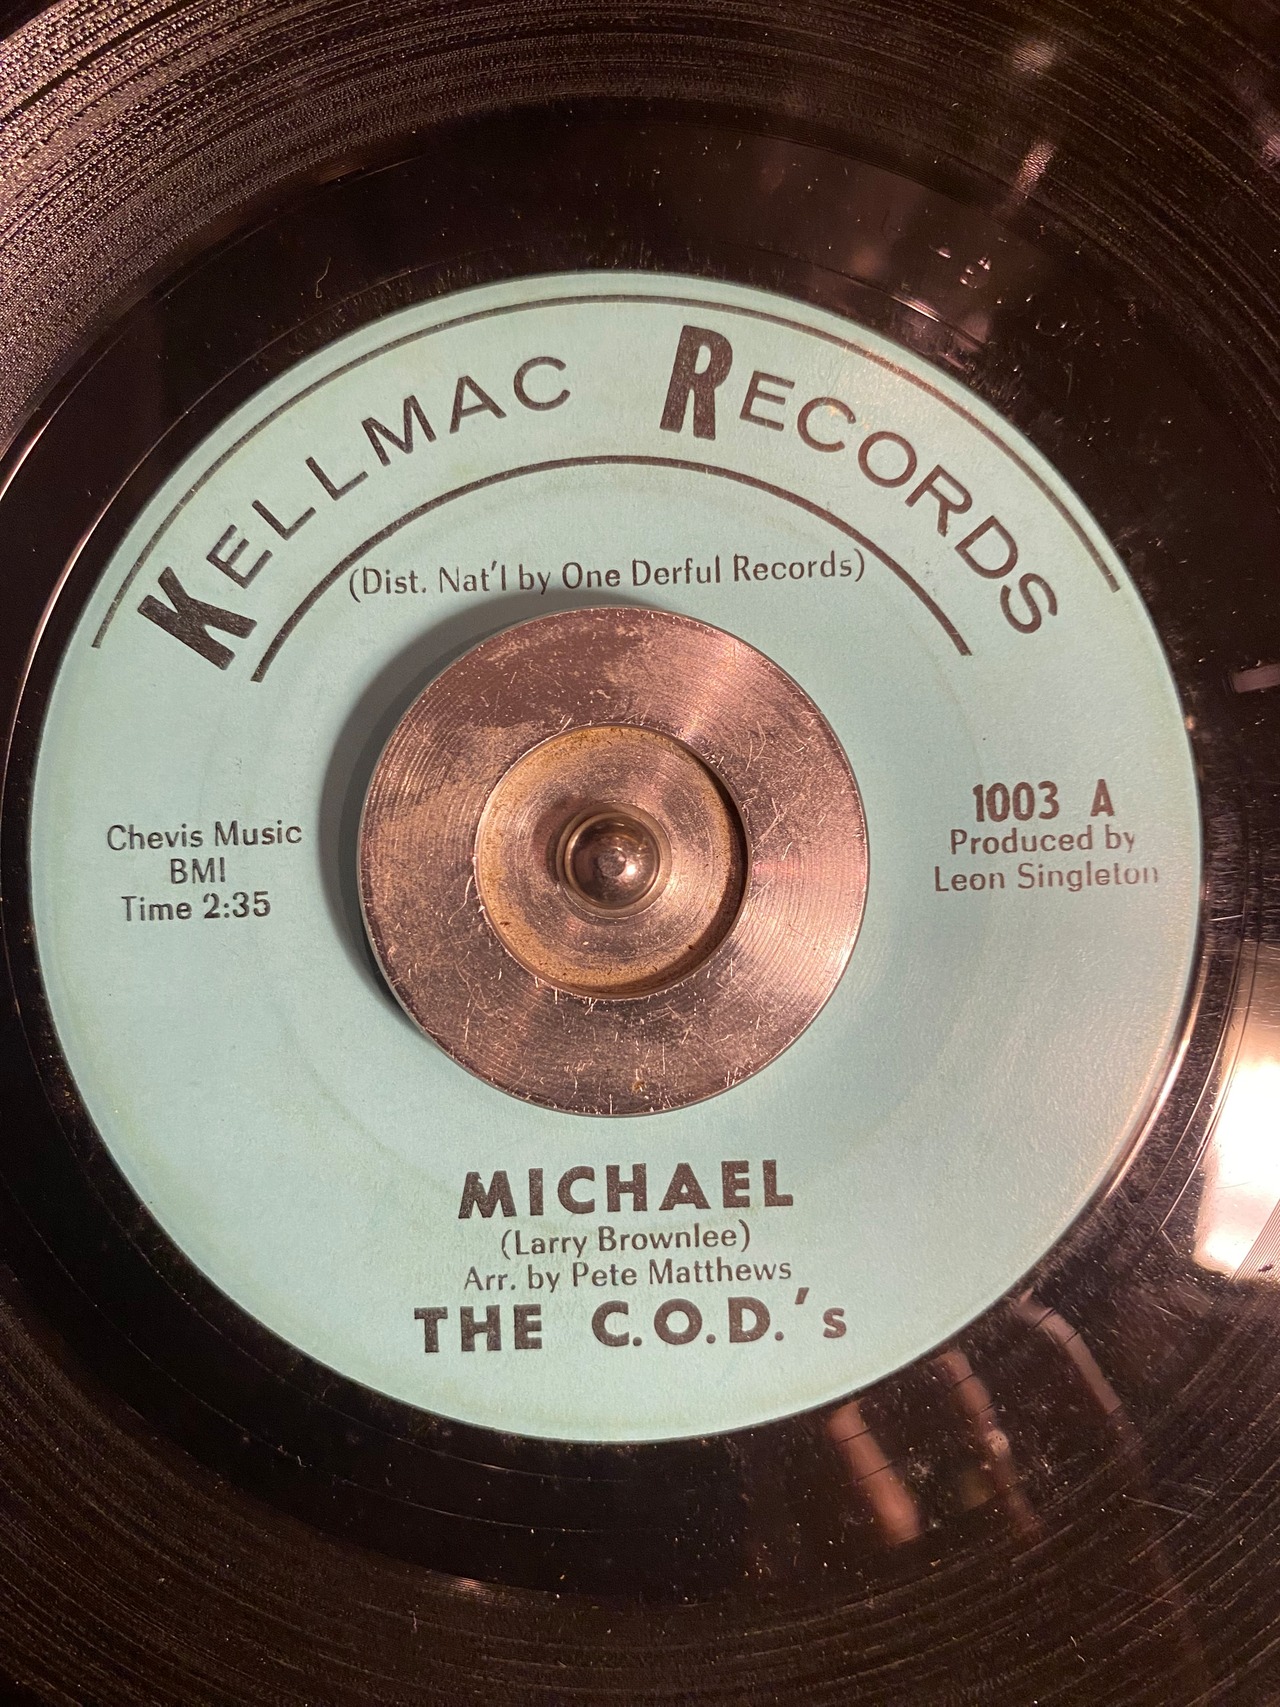 KELLMAC RECORDS
(Dist. Nat'l by One Derful Records)
Chevis Music
BMI
Time 2:35
1003 A
Produced by
Leon Singleton
MICHAEL
(Larry Brownlee)
Arr. by Pete Matthews
THE C.O.D.'s